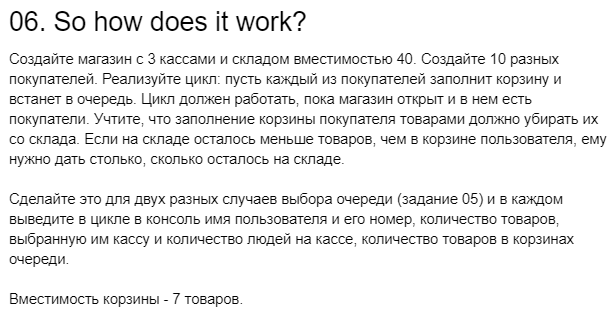 06. So how does it work?
Создайте магазин с 3 кассами и складом вместимостью 40. Создайте 10 разных
покупателей. Реализуйте цикл: пусть каждый из покупателей заполнит корзину и
встанет в очередь. Цикл должен работать, пока магазин открыт и в нем есть
покупатели. Учтите, что заполнение корзины покупателя товарами должно убирать их
со склада. Если на складе осталось меньше товаров, чем в корзине пользователя, ему
нужно дать столько, сколько осталось на складе.
Сделайте это для двух разных случаев выбора очереди (задание 05) и в каждом
выведите в цикле в консоль имя пользователя и его номер, количество товаров,
выбранную им кассу и количество людей на кассе, количество товаров в корзинах
очереди.
Вместимость корзины - 7 товаров.